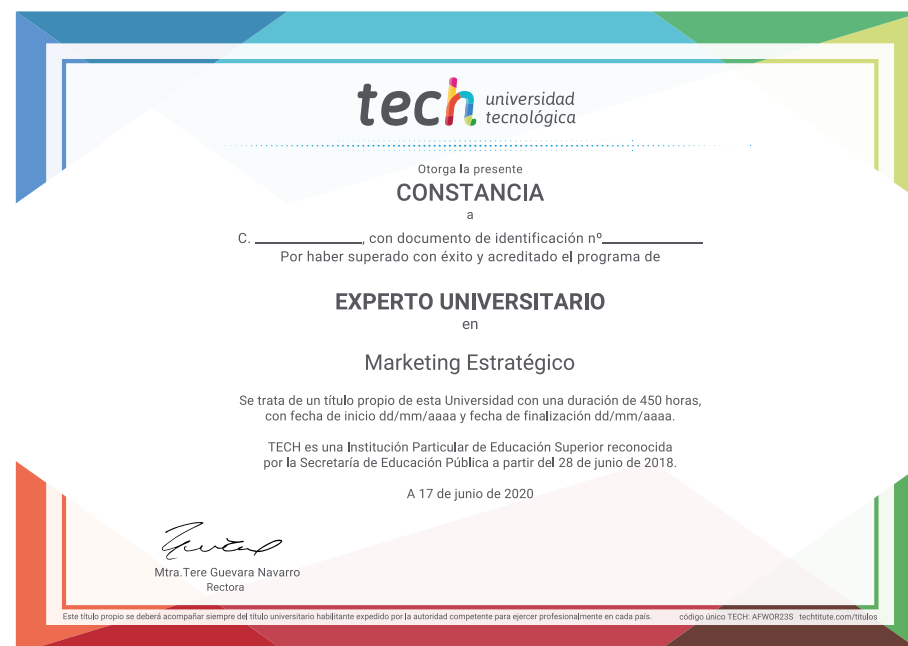 tech universidad
tecnológica
Otorga la presente
CONSTANCIA
a
C. ____________, con documento de identificación nº____________
Por haber superado con éxito y acreditado el programa de
EXPERTO UNIVERSITARIO
en
Marketing Estratégico
Se trata de un título propio de esta Universidad con una duración de 450 horas,
con fecha de inicio dd/mm/aaaa y fecha de finalización dd/mm/aaaa.
TECH es una Institución Particular de Educación Superior reconocida
por la Secretaría de Educación Pública a partir del 28 de junio de 2018.
A 17 de junio de 2020
Mtra.Tere Guevara Navarro
Rectora
Este título propio se deberá acompañar siempre del título universitario habilitante expedido por la autoridad competente para ejercer profesionalmente en cada país. código único TECH: AFWOR23S techtitute.com/titulos